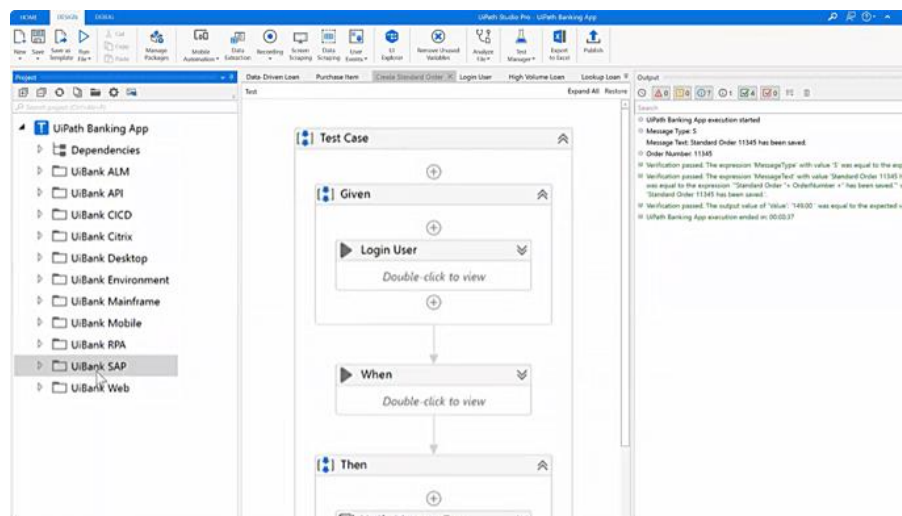 HOME DESIGN DEBUG
UiPath Studio Pro - UiPath Banking App
New Save Save as Template Run File Cut Copy Paste Manage Packages Mobile Automation Data Extraction Recording Screen Scraping Data Scraping User Events UI Explorer Remove Unused Variables Analyze File Test Manager Export to Excel Publish
Project
Search project (Ctrl+Alt+F)
UiPath Banking App
Dependencies
UiBank ALM
UiBank API
UiBank CICD
UiBank Citrix
UiBank Desktop
UiBank Environment
UiBank Mainframe
UiBank Mobile
UiBank RPA
UiBank SAP
UiBank Web
Data-Driven Loan Purchase Item Create Standard Order X Login User High Volume Loan Lookup Loan
Test Expand All Restore
Test Case
Given
Login User
Double-click to view
When
Double-click to view
Then
Output
0 0 7 1 4 0
Search
UiPath Banking App execution started
Message Type: S
Message Text: Standard Order 11345 has been saved.
Order Number: 11345
Verification passed. The expression 'MessageType' with value 'S' was equal to the exp
Verification passed. The expression 'MessageText' with value 'Standard Order 11345 h
was equal to the expression '"Standard Order "+ OrderNumber +" has been saved."'
'Standard Order 11345 has been saved.'.
Verification passed. The output value of 'Value': '149.00' was equal to the expected v
UiPath Banking App execution ended in: 00:00:37